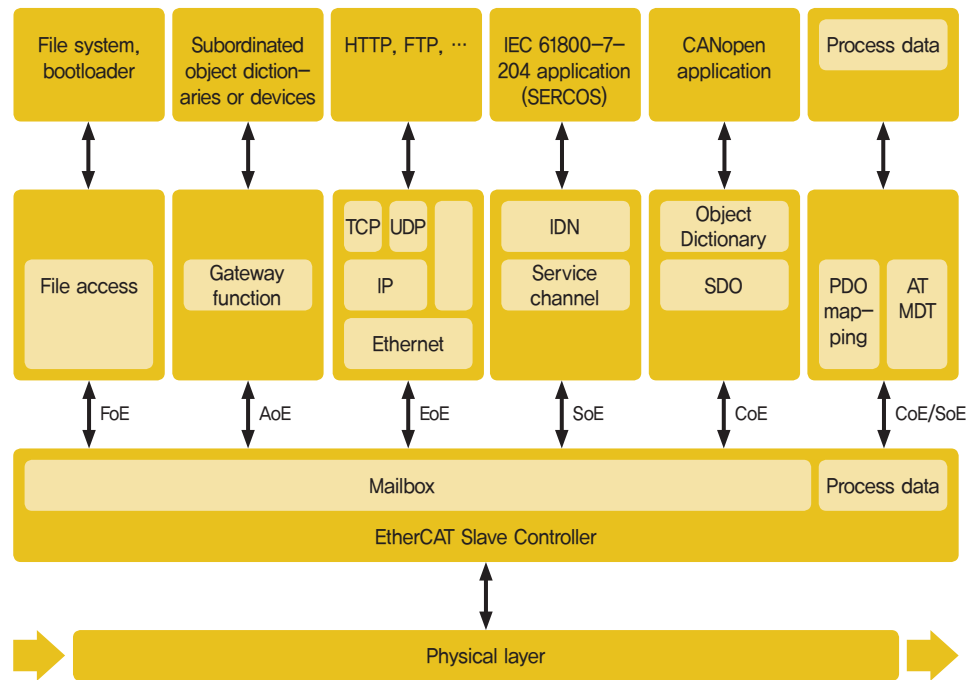 File system,
bootloader
Subordinated
object diction-
aries or devices
HTTP, FTP, ···
IEC 61800-7-
204 application
(SERCOS)
CANopen
application
Process data
File access
Gateway
function
TCP
UDP
IP
Ethernet
IDN
Service
channel
Object
Dictionary
SDO
PDO
map-
ping
AT
MDT
FoE
AoE
EoE
SoE
CoE
CoE/SoE
Mailbox
Process data
EtherCAT Slave Controller
Physical layer